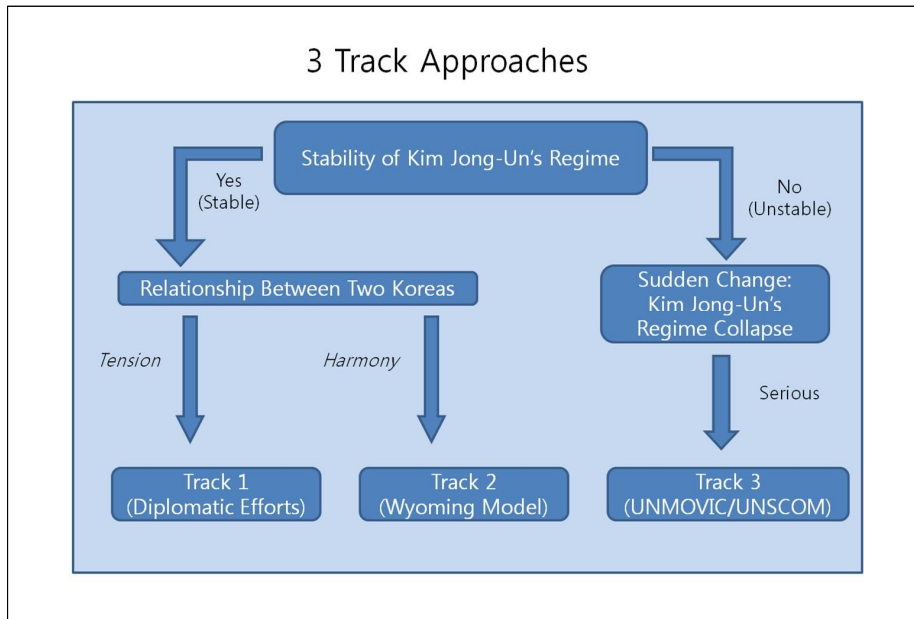 3 Track Approaches
Stability of Kim Jong-Un's Regime
Yes
(Stable)
No
(Unstable)
Relationship Between Two Koreas
Sudden Change:
Kim Jong-Un's
Regime Collapse
Tension
Harmony
Serious
Track 1
(Diplomatic Efforts)
Track 2
(Wyoming Model)
Track 3
(UNMOVIC/UNSCOM)